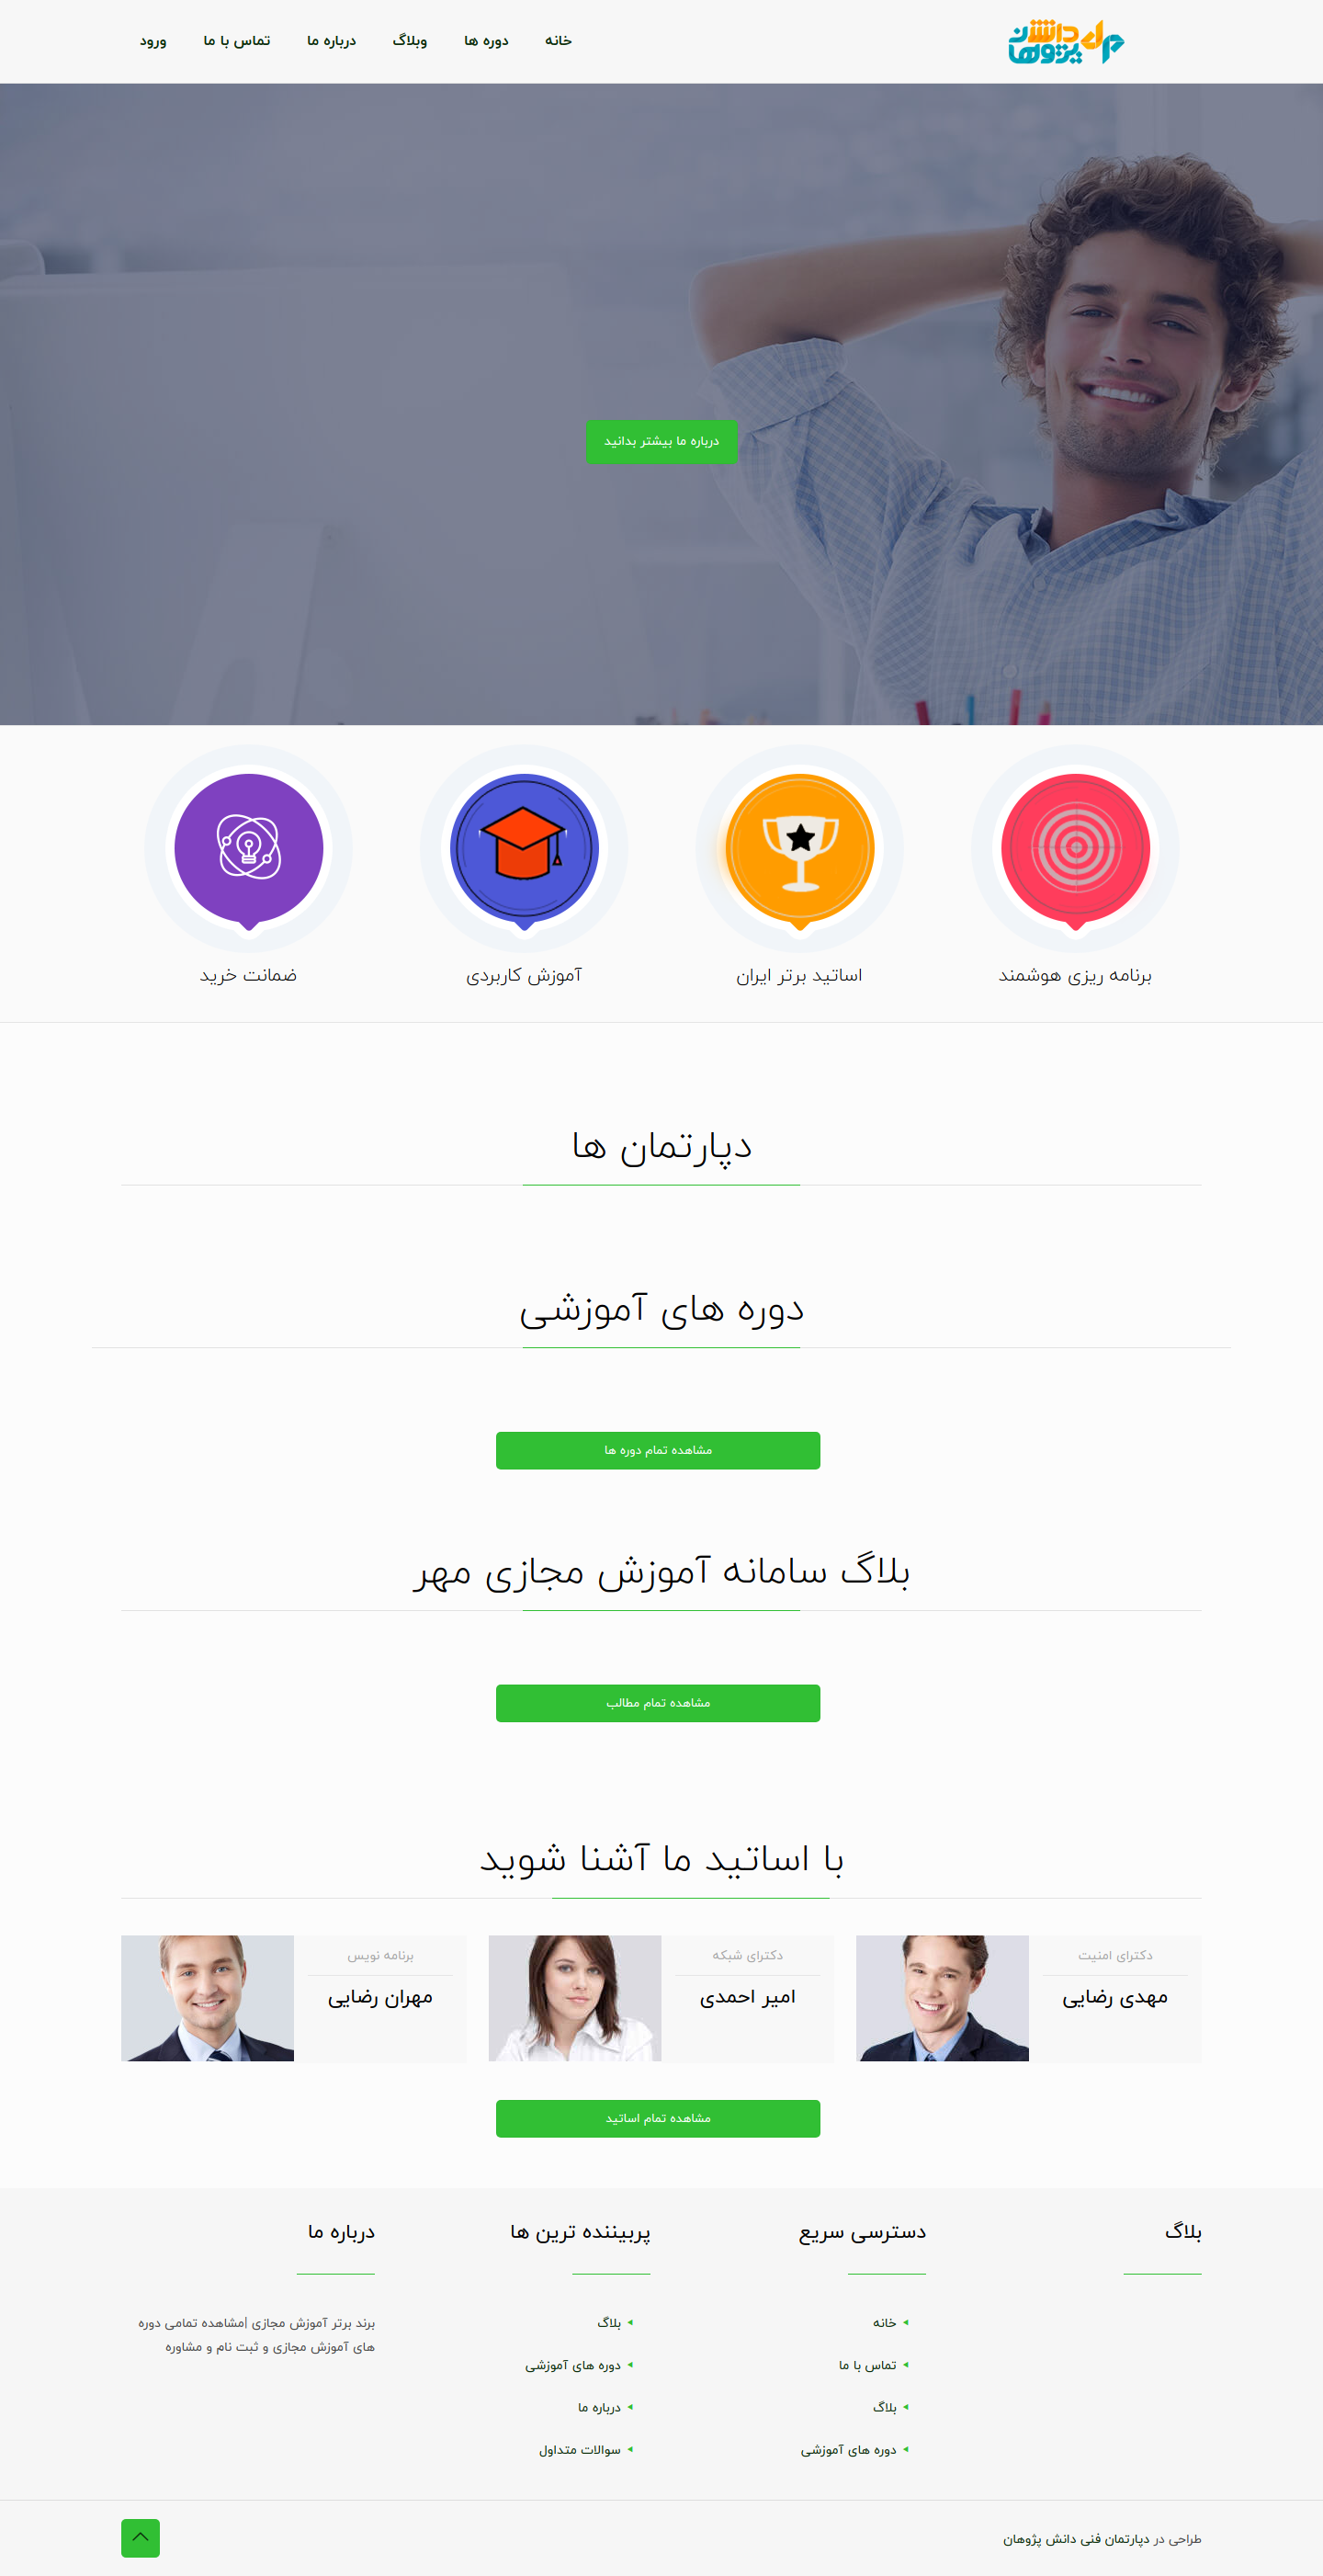 دانش
پژوهان
خانه
دوره ها
وبلاگ
درباره ما
تماس با ما
ورود
درباره ما بیشتر بدانید
برنامه ریزی هوشمند
اساتید برتر ایران
آموزش کاربردی
ضمانت خرید
دپارتمان ها
دوره های آموزشی
مشاهده تمام دوره ها
بلاگ سامانه آموزش مجازی مهر
مشاهده تمام مطالب
با اساتید ما آشنا شوید
دکترای امنیت
مهدی رضایی
دکترای شبکه
امیر احمدی
برنامه نویس
مهران رضایی
مشاهده تمام اساتید
بلاگ
دسترسی سریع
خانه
تماس با ما
بلاگ
دوره های آموزشی
پربیننده ترین ها
بلاگ
دوره های آموزشی
درباره ما
سوالات متداول
درباره ما
برند برتر آموزش مجازی |مشاهده تمامی دوره
های آموزش مجازی و ثبت نام و مشاوره
طراحی در دپارتمان فنی دانش پژوهان